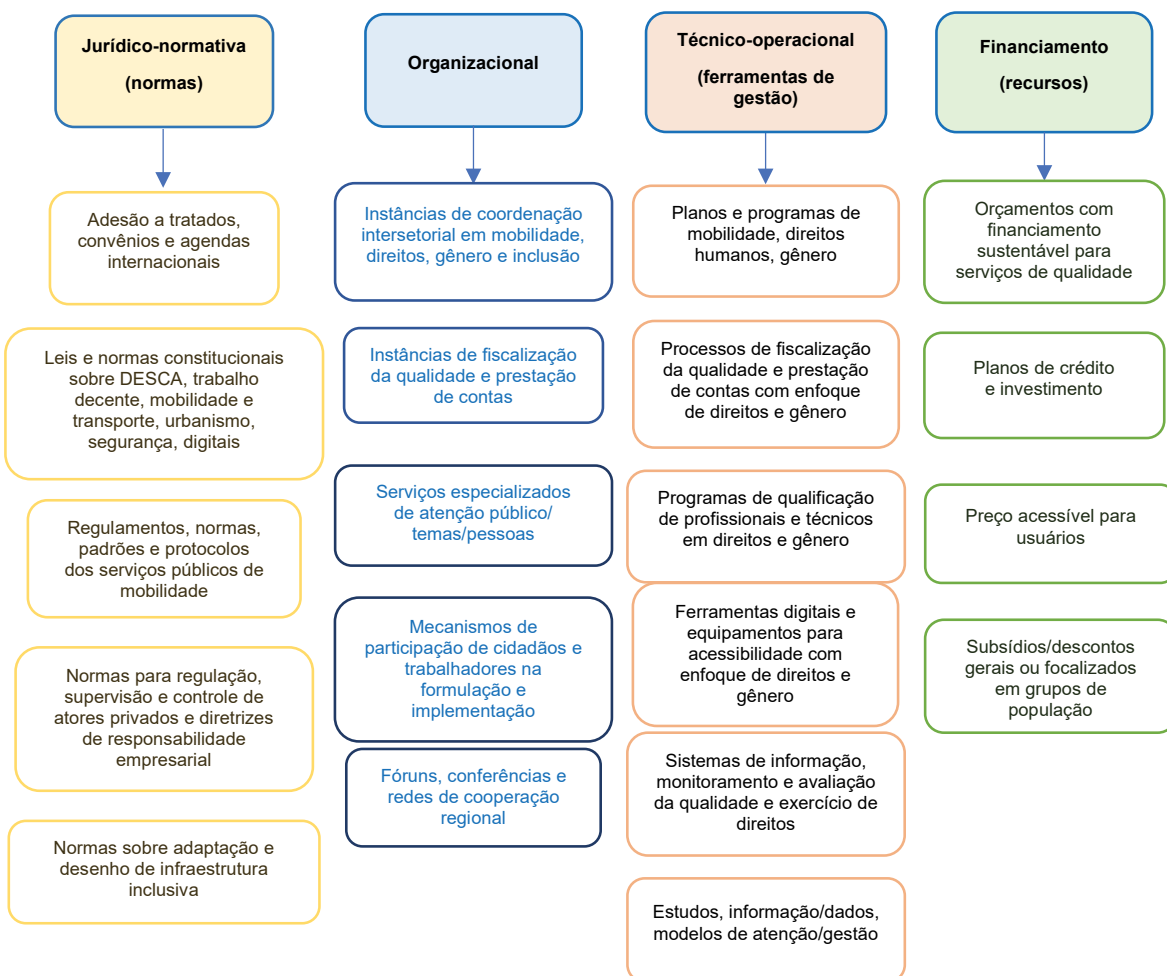 Jurídico-normativa
(normas)
Adesão a tratados,
convênios e agendas
internacionais
Leis e normas constitucionais
sobre DESCA, trabalho
decente, mobilidade e
transporte, urbanismo,
segurança, digitais
Regulamentos, normas,
padrões e protocolos
dos serviços públicos de
mobilidade
Normas para regulação,
supervisão e controle de
atores privados e diretrizes
de responsabilidade
empresarial
Normas sobre adaptação e
desenho de infraestrutura
inclusiva
Organizacional
Instâncias de coordenação
intersetorial em mobilidade,
direitos, gênero e inclusão
Instâncias de fiscalização
da qualidade e prestação
de contas
Serviços especializados
de atenção público/
temas/pessoas
Mecanismos de
participação de cidadãos e
trabalhadores na
formulação e
implementação
Fóruns, conferências e
redes de cooperação
regional
Técnico-operacional
(ferramentas de
gestão)
Planos e programas de
mobilidade, direitos
humanos, gênero
Processos de fiscalização
da qualidade e prestação
de contas com enfoque
de direitos e gênero
Programas de qualificação
de profissionais e técnicos
em direitos e gênero
Ferramentas digitais e
equipamentos para
acessibilidade com
enfoque de direitos e
gênero
Sistemas de informação,
monitoramento e avaliação
da qualidade e exercício de
direitos
Estudos, informação/dados,
modelos de atenção/gestão
Financiamento
(recursos)
Orçamentos com
financiamento
sustentável para
serviços de qualidade
Planos de crédito
e investimento
Preço acessível para
usuários
Subsídios/descontos
gerais ou focalizados
em grupos de
população